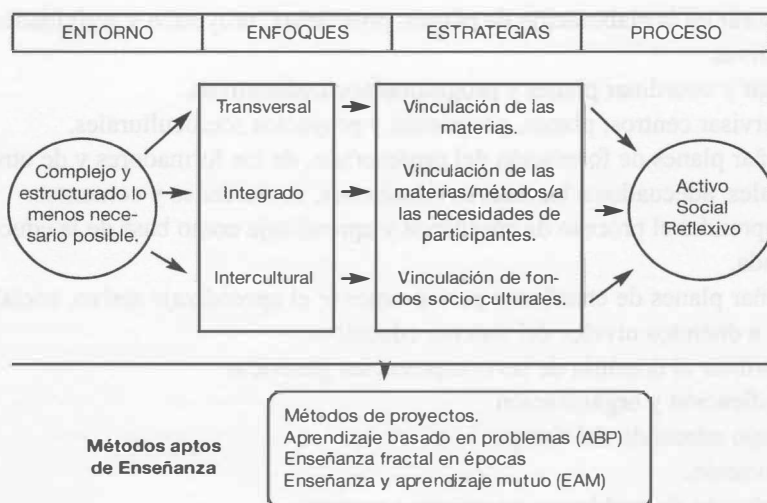 ENTORNO
ENFOQUES
ESTRATEGIAS
PROCESO
Complejo y
estructurado lo
menos nece-
sario posible.
Transversal
Integrado
Intercultural
Vinculación de las
materias.
Vinculación de las
materias/métodos/a
las necesidades de
participantes.
Vinculación de fon-
dos socio-culturales.
Activo
Social
Reflexivo
Métodos aptos
de Enseñanza
Métodos de proyectos.
Aprendizaje basado en problemas (ABP)
Enseñanza fractal en épocas
Enseñanza y aprendizaje mutuo (EAM)